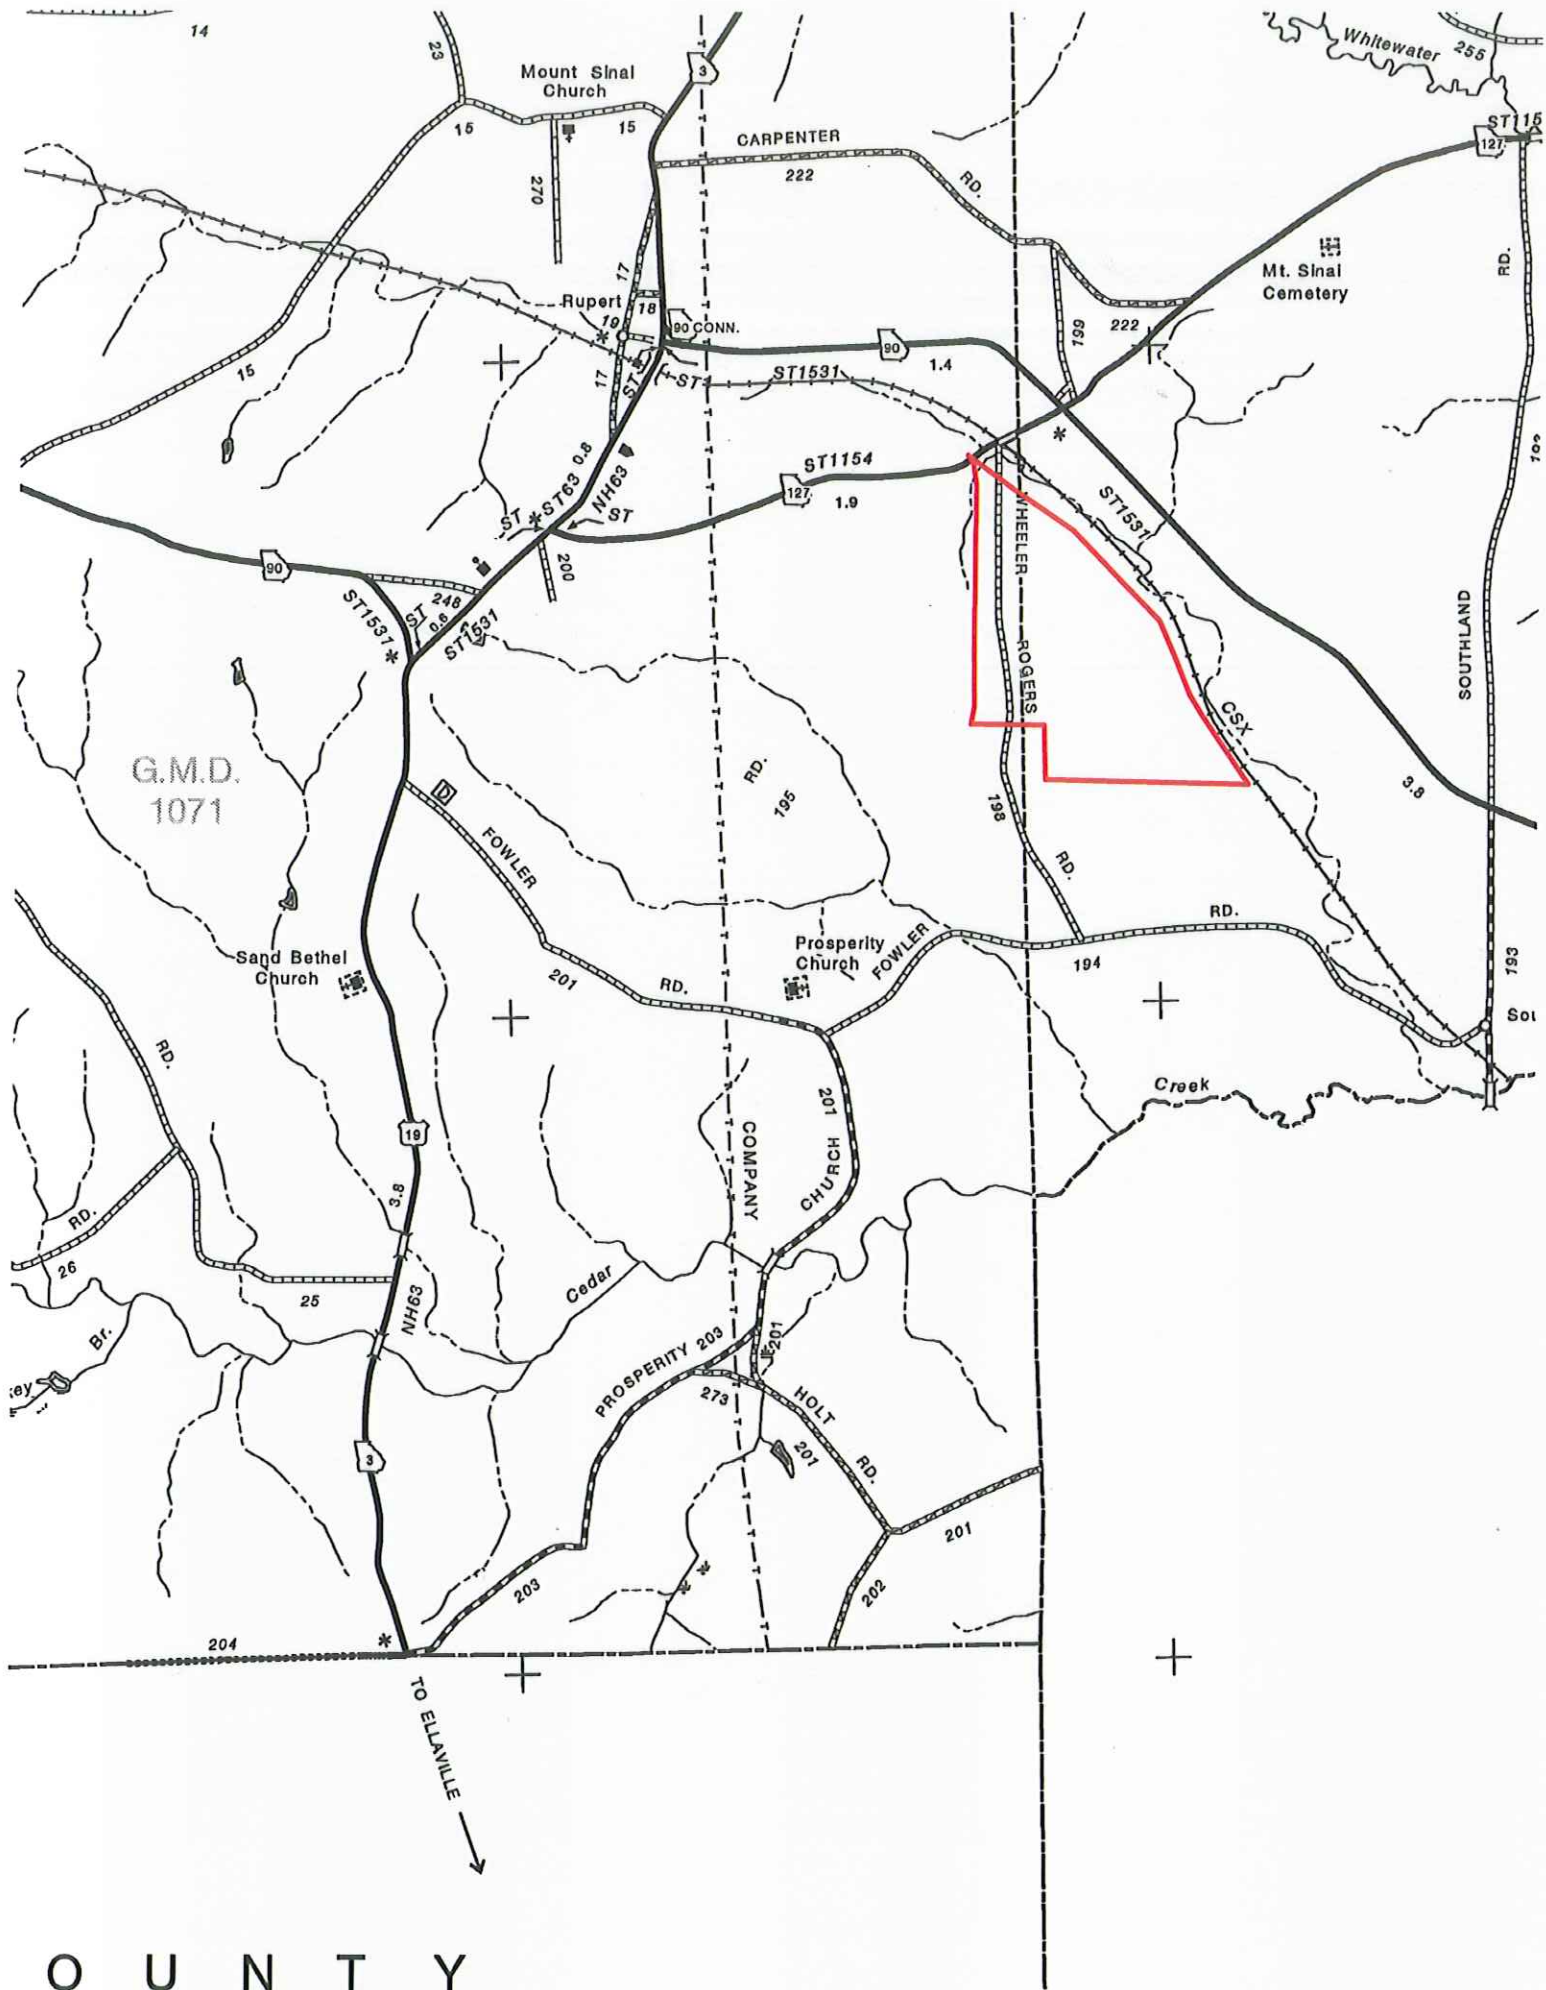 14
23
Mount Sinai
Church
15
15
270
3
CARPENTER
222
RD.
Whitewater
255
ST115
127
RD.
Mt. Sinai
Cemetery
17
Rupert
18
19
90 CONN.
199
222
15
17
ST
ST
ST1531
90
1.4
ST63 0.8
NH63
ST
ST
ST1154
127
1.9
WHEELER
ST1531
90
200
248
0.6
ST
ST1531
ST1531
ROGERS
SOUTHLAND
CSX
G.M.D.
1071
RD.
195
198
3.8
D
FOWLER
RD.
RD.
194
193
Sand Bethel
Church
201
RD.
Prosperity
Church
FOWLER
RD.
Creek
201
19
COMPANY
CHURCH
3.8
RD.
26
25
NH63
Cedar
Br.
PROSPERITY 203
201
273
HOLT
201
RD.
3
201
203
202
204
TO ELLAVILLE
OUNTY